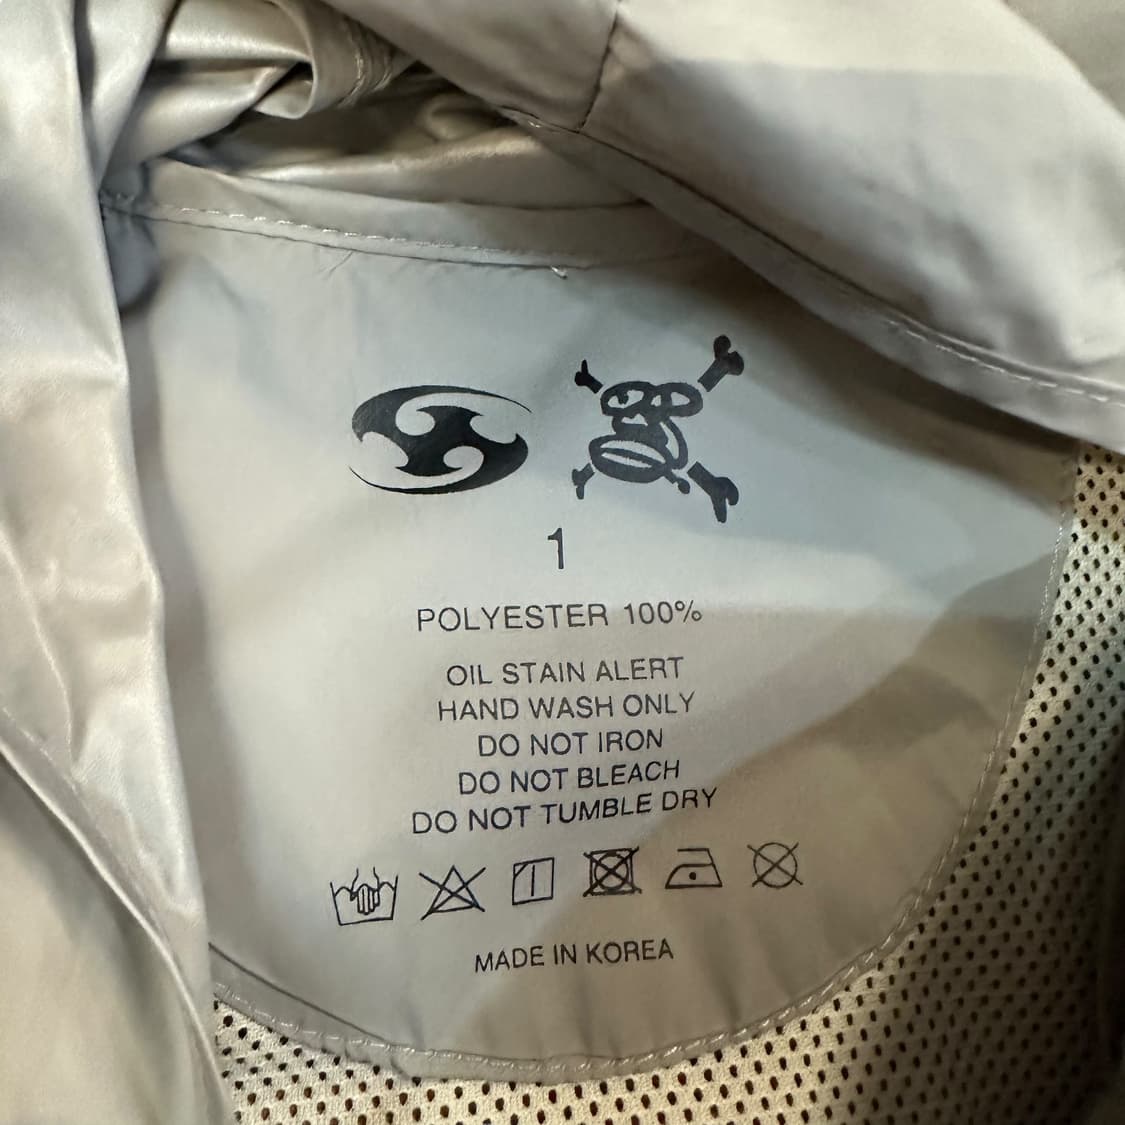 1
POLYESTER 100%
OIL STAIN ALERT
HAND WASH ONLY
DO NOT IRON
DO NOT BLEACH
DO NOT TUMBLE DRY
MADE IN KOREA